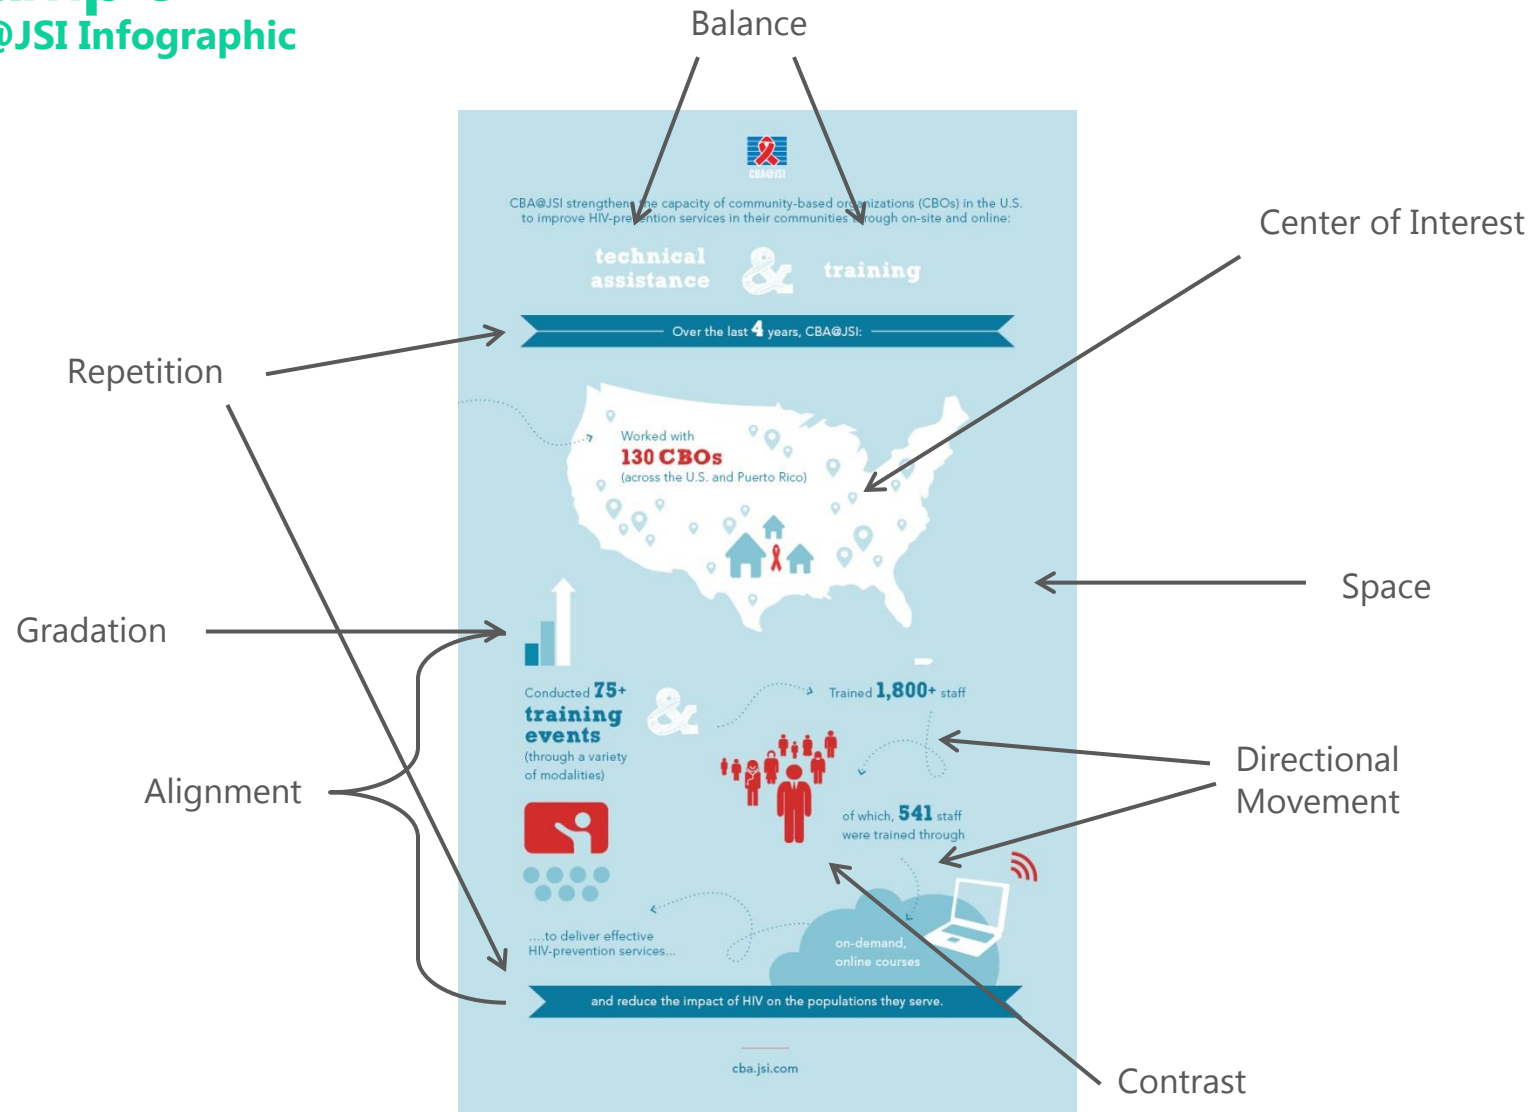 @JSI Infographic
Balance
Center of Interest
Repetition
Gradation
Alignment
Space
Directional
Movement
Contrast
CBA@JSI
CBA@JSI strengthens the capacity of community-based organizations (CBOs) in the U.S.
to improve HIV-prevention services in their communities through on-site and online:
technical
assistance
&
training
Over the last 4 years, CBA@JSI:
Worked with
130 CBOs
(across the U.S. and Puerto Rico)
Conducted 75+
training
events
(through a variety
of modalities)
&
Trained 1,800+ staff
of which, 541 staff
were trained through
on-demand,
online courses
....to deliver effective
HIV-prevention services...
and reduce the impact of HIV on the populations they serve.
cba.jsi.com